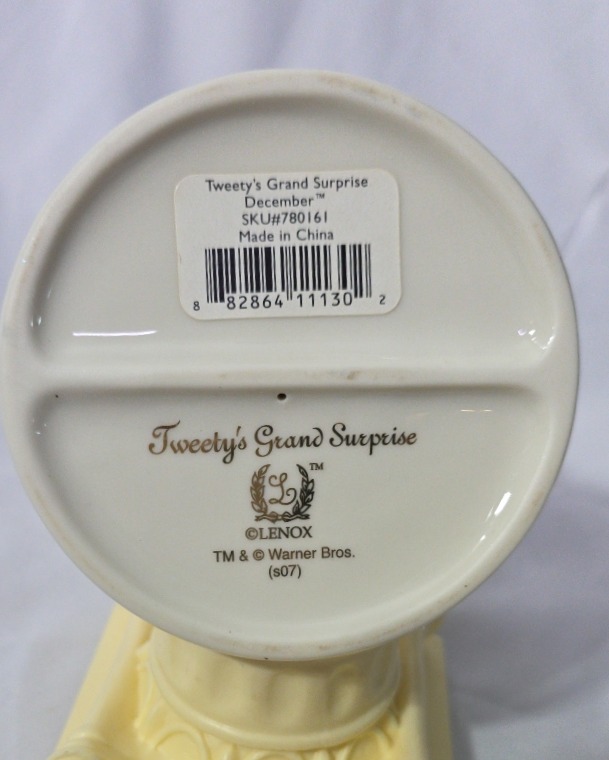 Tweety's Grand Surprise
December™
SKU#780161
Made in China
8 82864 11130 2
Tweety's Grand Surprise
L ™
©LENOX
TM & © Warner Bros.
(s07)